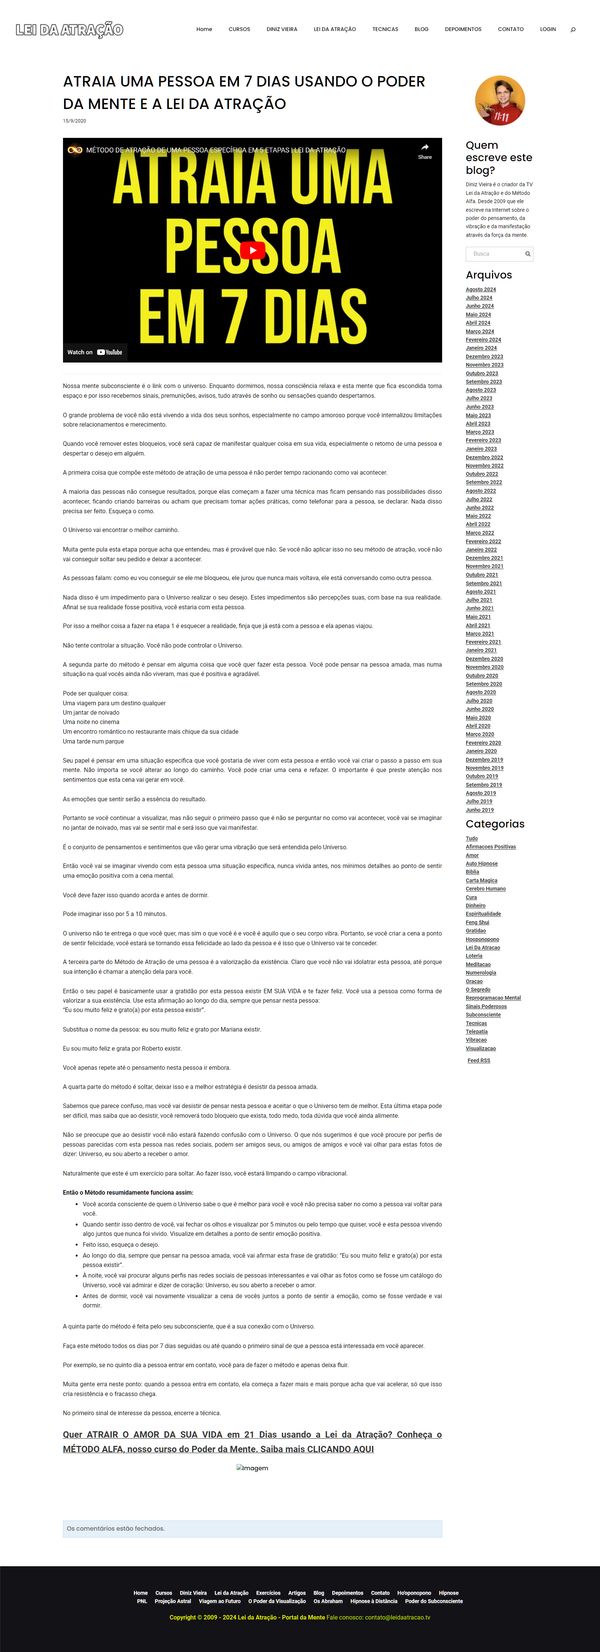 LEI DA ATRAÇÃO
Home CURSOS DINIZ VIEIRA LEI DA ATRAÇÃO TECNICAS BLOG DEPOIMENTOS CONTATO LOGIN
ATRAIA UMA PESSOA EM 7 DIAS USANDO O PODER
DA MENTE E A LEI DA ATRAÇÃO
15/9/2020
MÉTODO DE ATRAÇÃO DE UMA PESSOA ESPECÍFICA EM 5 ETAPAS | LEI DA ATRAÇÃO
Share
ATRAIA UMA
PESSOA
EM 7 DIAS
Watch on YouTube
Nossa mente subconsciente é o link com o universo. Enquanto dormimos, nossa consciência relaxa e esta mente que fica escondida toma
espaço e por isso recebemos sinais, premunições, avisos, tudo através de sonho ou sensações quando despertamos.
O grande problema de você não está vivendo a vida dos seus sonhos, especialmente no campo amoroso porque você internalizou limitações
sobre relacionamentos e merecimento.
Quando você remover estes bloqueios, você será capaz de manifestar qualquer coisa em sua vida, especialmente o retorno de uma pessoa e
despertar o desejo em alguém.
A primeira coisa que compõe este método de atração de uma pessoa é não perder tempo racionando como vai acontecer.
A maioria das pessoas não consegue resultados, porque elas começam a fazer uma técnica mas ficam pensando nas possibilidades disso
acontecer, ficando criando barreiras ou acham que precisam tomar ações práticas, como telefonar para a pessoa, se declarar. Nada disso
precisa ser feito. Esqueça o como.
O Universo vai encontrar o melhor caminho.
Muita gente pula esta etapa porque acha que entendeu, mas é provável que não. Se você não aplicar isso no seu método de atração, você não
vai conseguir soltar seu pedido e deixar a acontecer.
As pessoas falam: como eu vou conseguir se ele me bloqueou, ele jurou que nunca mais voltava, ele está conversando como outra pessoa.
Nada disso é um impedimento para o Universo realizar o seu desejo. Estes impedimentos são percepções suas, com base na sua realidade.
Afinal se sua realidade fosse positiva, você estaria com esta pessoa.
Por isso a melhor coisa a fazer na etapa 1 é esquecer a realidade, finja que já está com a pessoa e ela apenas viajou.
Não tente controlar a situação. Você não pode controlar o Universo.
A segunda parte do método é pensar em alguma coisa que você quer fazer esta pessoa. Você pode pensar na pessoa amada, mas numa
situação na qual vocês ainda não viveram, mas que é positiva e agradável.
Pode ser qualquer coisa:
Uma viagem para um destino qualquer
Um jantar de noivado
Uma noite no cinema
Um encontro romântico no restaurante mais chique da sua cidade
Uma tarde num parque
Seu papel é pensar em uma situação específica que você gostaria de viver com esta pessoa e então você vai criar o passo a passo em sua
mente. Não importa se você alterar ao longo do caminho. Você pode criar uma cena e refazer. O importante é que preste atenção nos
sentimentos que esta cena vai gerar em você.
As emoções que sentir serão a essência do resultado.
Portanto se você continuar a visualizar, mas não seguir o primeiro passo que é não se perguntar no como vai acontecer, você vai se imaginar
no jantar de noivado, mas vai se sentir mal e será isso que vai manifestar.
É o conjunto de pensamentos e sentimentos que vão gerar uma vibração que será entendida pelo Universo.
Então você vai se imaginar vivendo com esta pessoa uma situação específica, nunca vivida antes, nos mínimos detalhes ao ponto de sentir
uma emoção positiva com a cena mental.
Você deve fazer isso quando acorda e antes de dormir.
Pode imaginar isso por 5 a 10 minutos.
O universo não te entrega o que você quer, mas sim o que você é e você é aquilo que o seu corpo vibra. Portanto, se você criar a cena a ponto
de sentir felicidade, você estará se tornando essa felicidade ao lado da pessoa e é isso que o Universo vai te conceder.
A terceira parte do Método de Atração de uma pessoa é a valorização da existência. Claro que você não vai idolatrar esta pessoa, até porque
sua intenção é chamar a atenção dela para você.
Então o seu papel é basicamente usar a gratidão por esta pessoa existir EM SUA VIDA e te fazer feliz. Você usa a pessoa como forma de
valorizar a sua existência. Use esta afirmação ao longo do dia, sempre que pensar nesta pessoa:
“Eu sou muito feliz e grato(a) por esta pessoa existir”.
Substitua o nome da pessoa: eu sou muito feliz e grato por Mariana existir.
Eu sou muito feliz e grata por Roberto existir.
Você apenas repete até o pensamento nesta pessoa ir embora.
A quarta parte do método é soltar, deixar isso e a melhor estratégia é desistir da pessoa amada.
Sabemos que parece confuso, mas você vai desistir de pensar nesta pessoa e aceitar o que o Universo tem de melhor. Esta última etapa pode
ser difícil, mas saiba que ao desistir, você removerá todo bloqueio que exista, todo medo, toda dúvida que você ainda alimente.
Não se preocupe que ao desistir você não estará fazendo confusão com o Universo. O que nós sugerimos é que você procure por perfis de
pessoas parecidas com esta pessoa nas redes sociais, podem ser amigos seus, ou amigos de amigos e você vai olhar para estas fotos de
dizer: Universo, eu sou aberto a receber o amor.
Naturalmente que este é um exercício para soltar. Ao fazer isso, você estará limpando o campo vibracional.
Então o Método resumidamente funciona assim:
Você acorda consciente de quem o Universo sabe o que é melhor para você e você não precisa saber no como a pessoa vai voltar para
você.
Quando sentir isso dentro de você, vai fechar os olhos e visualizar por 5 minutos ou pelo tempo que quiser, você e esta pessoa vivendo
algo juntos que nunca foi vivido. Visualize em detalhes a ponto de sentir emoção positiva.
Feito isso, esqueça o desejo.
Ao longo do dia, sempre que pensar na pessoa amada, você vai afirmar esta frase de gratidão: “Eu sou muito feliz e grato(a) por esta
pessoa existir”.
À noite, você vai procurar alguns perfis nas redes sociais de pessoas interessantes e vai olhar as fotos como se fosse um catálogo do
Universo, você vai admirar e dizer de coração: Universo, eu sou aberto a receber o amor.
Antes de dormir, você vai novamente visualizar a cena de vocês juntos a ponto de sentir a emoção, como se fosse verdade e vai
dormir.
A quinta parte do método é feita pelo seu subconsciente, que é a sua conexão com o Universo.
Faça este método todos os dias por 7 dias seguidas ou até quando o primeiro sinal de que a pessoa está interessada em você aparecer.
Por exemplo, se no quinto dia a pessoa entrar em contato, você para de fazer o método e apenas deixa fluir.
Muita gente erra neste ponto: quando a pessoa entra em contato, ela começa a fazer mais e mais porque acha que vai acelerar, só que isso
cria resistência e o fracasso chega.
No primeiro sinal de interesse da pessoa, encerre a técnica.
Quer ATRAIR O AMOR DA SUA VIDA em 21 Dias usando a Lei da Atração? Conheça o
MÉTODO ALFA, nosso curso do Poder da Mente. Saiba mais CLICANDO AQUI
Imagem
Os comentários estão fechados.
11:11
Quem
escreve este
blog?
Diniz Vieira é o criador da TV
Lei da Atração e do Método
Alfa. Desde 2009 que ele
escreve na Internet sobre o
poder do pensamento, da
vibração e da manifestação
através da força da mente.
Busca
Arquivos
Agosto 2024
Julho 2024
Junho 2024
Maio 2024
Abril 2024
Março 2024
Fevereiro 2024
Janeiro 2024
Dezembro 2023
Novembro 2023
Outubro 2023
Setembro 2023
Agosto 2023
Julho 2023
Junho 2023
Maio 2023
Abril 2023
Março 2023
Fevereiro 2023
Janeiro 2023
Dezembro 2022
Novembro 2022
Outubro 2022
Setembro 2022
Agosto 2022
Julho 2022
Junho 2022
Maio 2022
Abril 2022
Março 2022
Fevereiro 2022
Janeiro 2022
Dezembro 2021
Novembro 2021
Outubro 2021
Setembro 2021
Agosto 2021
Julho 2021
Junho 2021
Maio 2021
Abril 2021
Março 2021
Fevereiro 2021
Janeiro 2021
Dezembro 2020
Novembro 2020
Outubro 2020
Setembro 2020
Agosto 2020
Julho 2020
Junho 2020
Maio 2020
Abril 2020
Março 2020
Fevereiro 2020
Janeiro 2020
Dezembro 2019
Novembro 2019
Outubro 2019
Setembro 2019
Agosto 2019
Julho 2019
Junho 2019
Categorias
Tudo
Afirmacoes Positivas
Amor
Auto Hipnose
Biblia
Carta Magica
Cerebro Humano
Cura
Dinheiro
Espiritualidade
Feng Shui
Gratidao
Hooponopono
Lei Da Atracao
Loteria
Meditacao
Numerologia
Oracao
O Segredo
Reprogramacao Mental
Sinais Poderosos
Subconsciente
Tecnicas
Telepatia
Vibracao
Visualizacao
Feed RSS
Home Cursos Diniz Vieira Lei da Atração Exercícios Artigos Blog Depoimentos Contato Ho'oponopono Hipnose
PNL Projeção Astral Viagem ao Futuro O Poder da Visualização Os Abraham Hipnose à Distância Poder do Subconsciente
Copyright © 2009 - 2024 Lei da Atração - Portal da Mente Fale conosco: contato@leidaatracao.tv